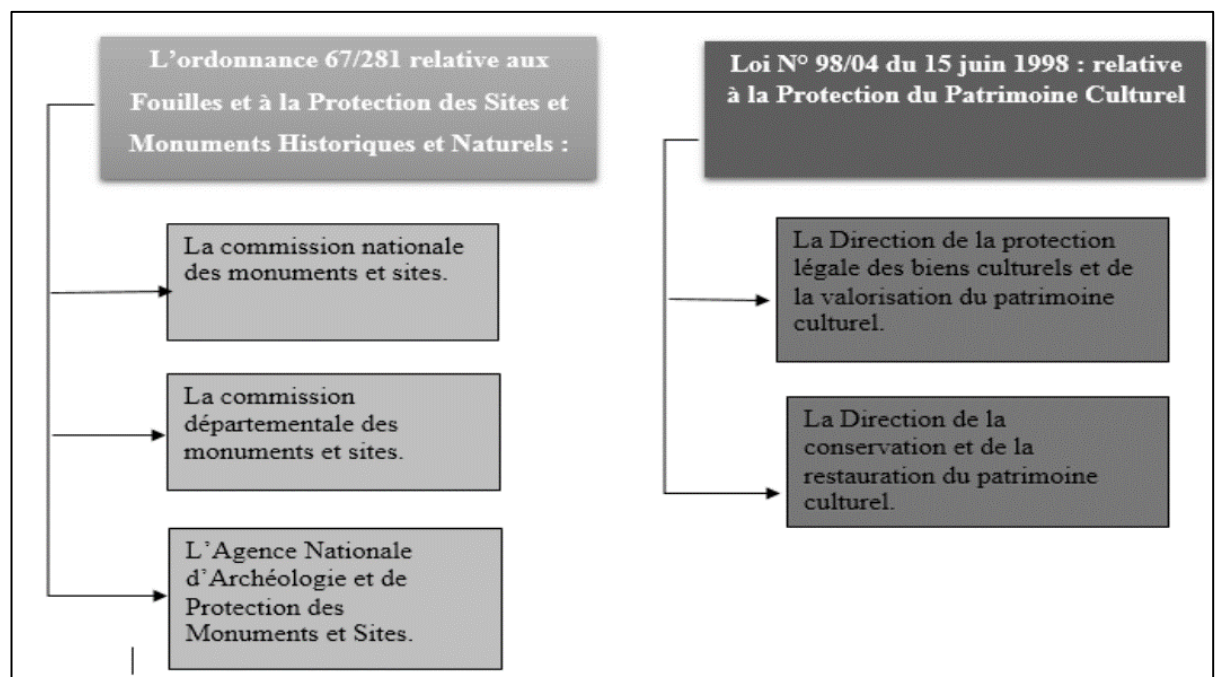 L'ordonnance 67/281 relative aux
Fouilles et à la Protection des Sites et
Monuments Historiques et Naturels :
La commission nationale
des monuments et sites.
La commission
départementale des
monuments et sites.
L'Agence Nationale
d'Archéologie et de
Protection des
Monuments et Sites.
Loi N° 98/04 du 15 juin 1998 : relative
à la Protection du Patrimoine Culturel
La Direction de la protection
légale des biens culturels et de
la valorisation du patrimoine
culturel.
La Direction de la
conservation et de la
restauration du patrimoine
culturel.